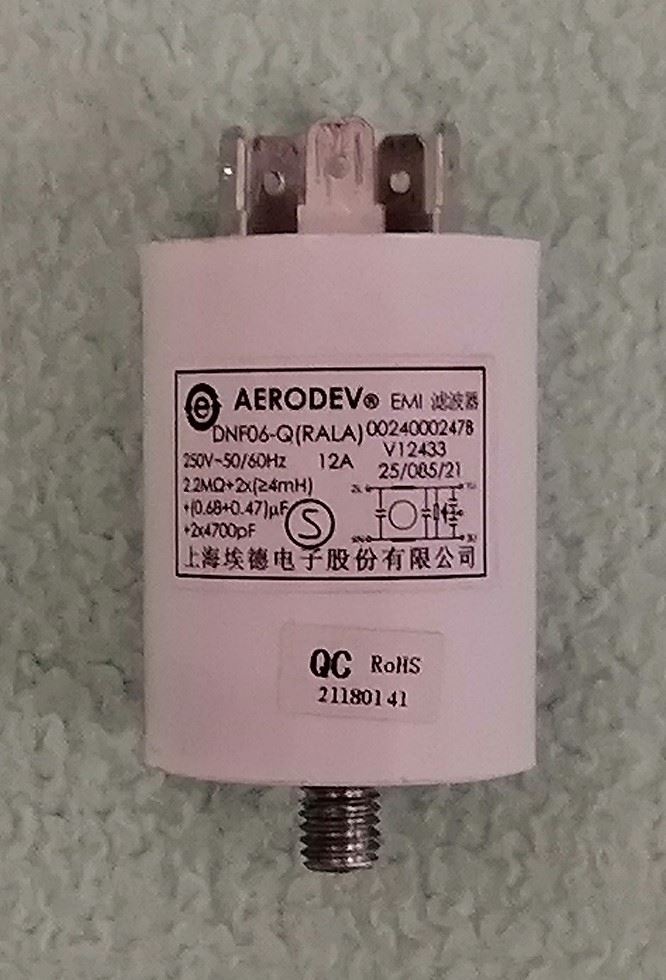 AERODEV® EMI 滤波器
DNF06-Q(RALA) 00240002478
V12433
250V~50/60Hz 12A 25/085/21
2.2MΩ+2x(≥4mH)
+(0.68+0.47)µF
+2x4700pF
S
上海埃德电子股份有限公司
QC RoHS
21180141